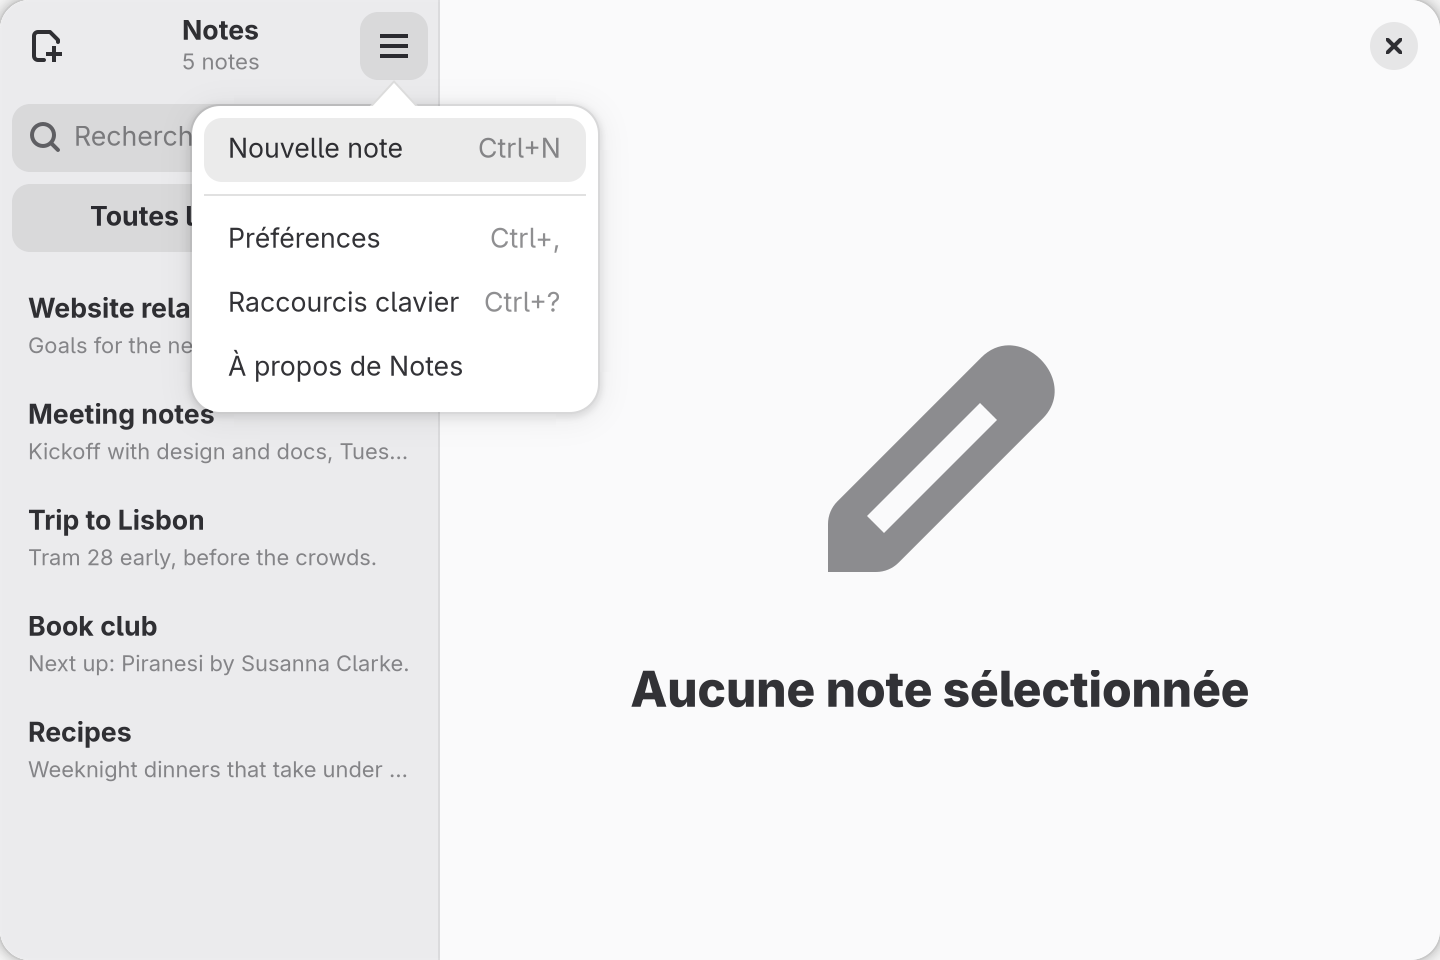 Notes
5 notes
Recherch
Toutes l
Nouvelle note Ctrl+N
Préférences Ctrl+,
Raccourcis clavier Ctrl+?
À propos de Notes
Website rela
Goals for the ne
Meeting notes
Kickoff with design and docs, Tues...
Trip to Lisbon
Tram 28 early, before the crowds.
Book club
Next up: Piranesi by Susanna Clarke.
Recipes
Weeknight dinners that take under ...
Aucune note sélectionnée